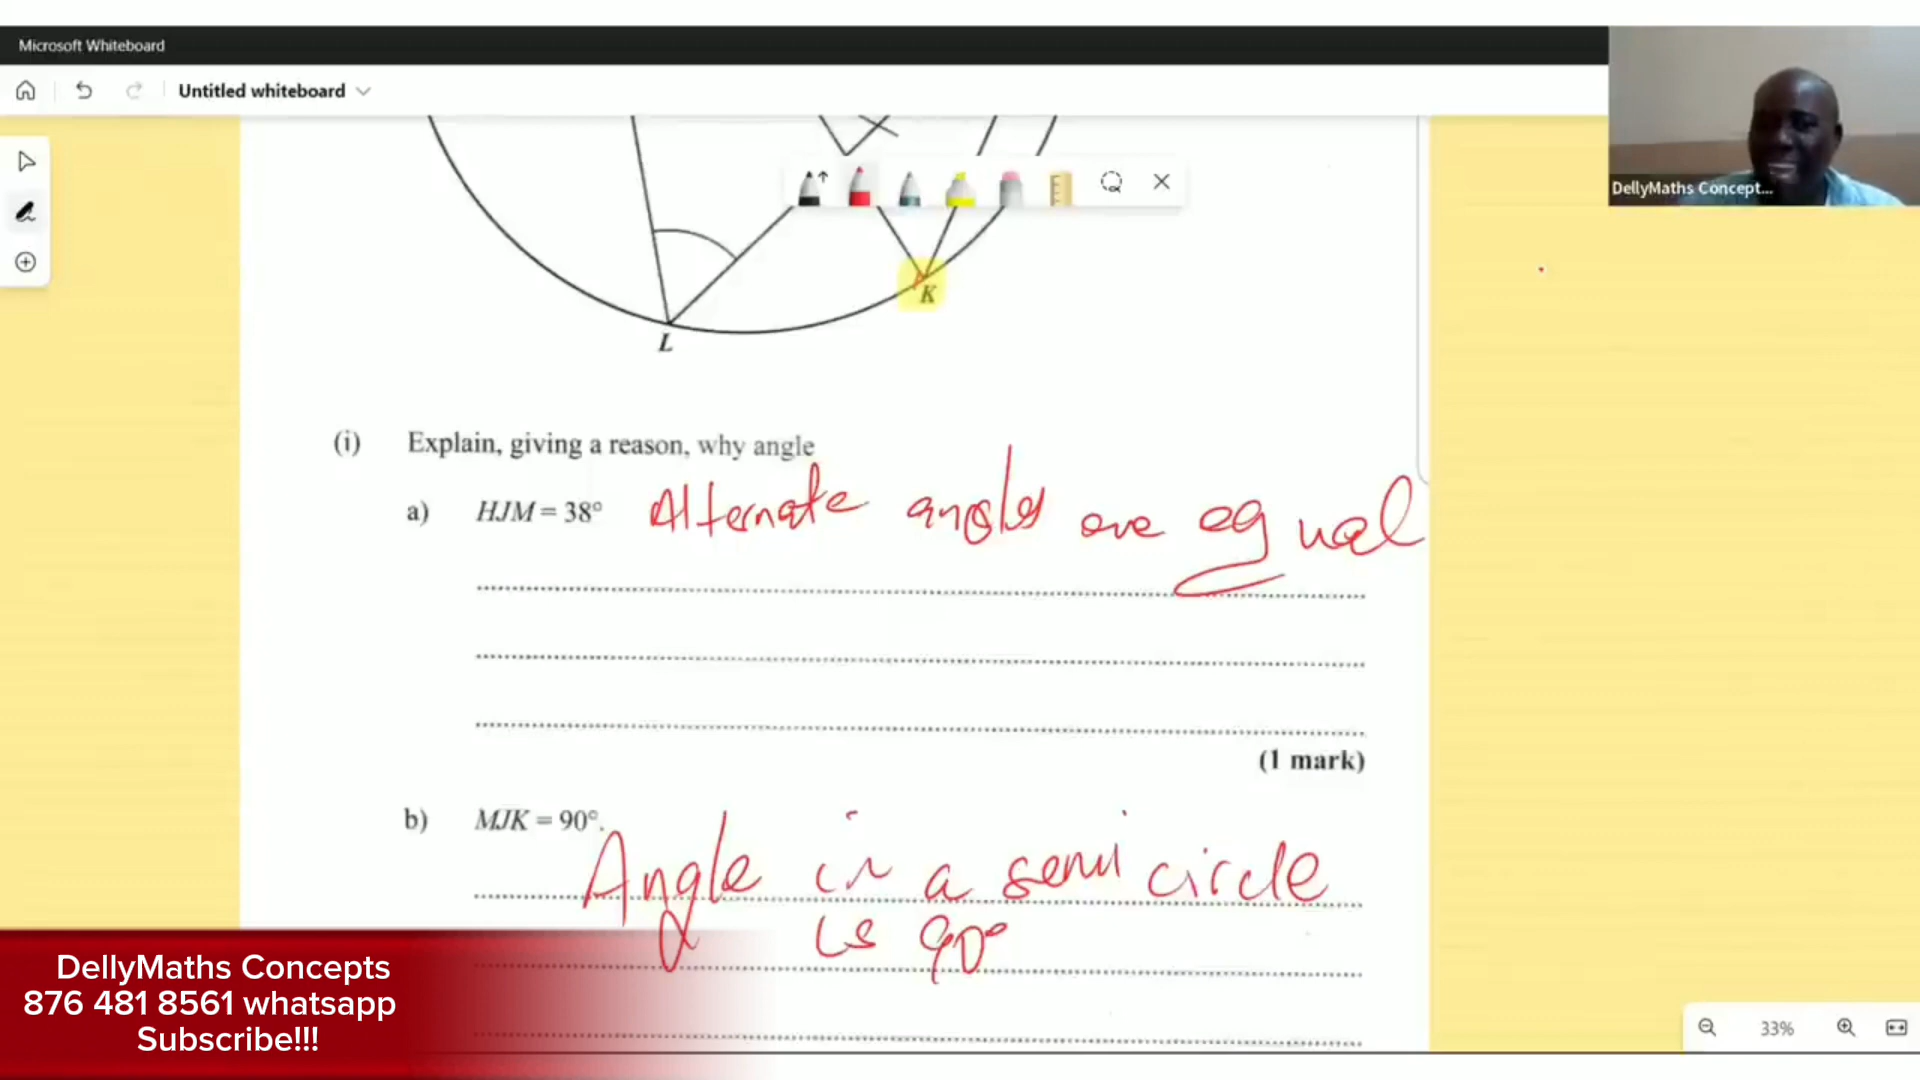 Microsoft Whiteboard
Untitled whiteboard
DellyMaths Concept...
K
L
(i) Explain, giving a reason, why angle
a) HJM = 38° Alternate angles are equal
(1 mark)
b) MJK = 90°.
Angle in a semi circle
is 90°
DellyMaths Concepts
876 481 8561 whatsapp
Subscribe!!!
33%